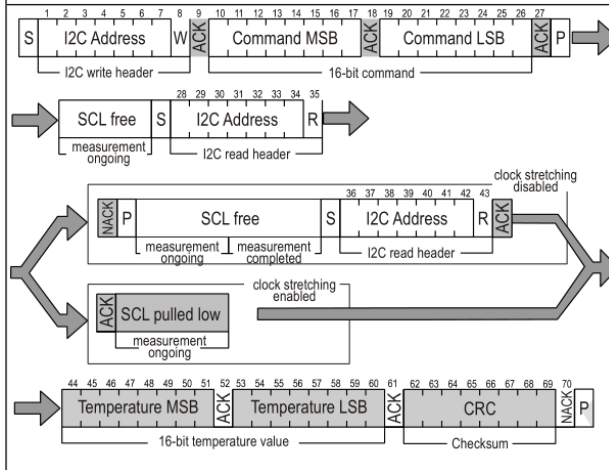 1 2 3 4 5 6 7 8 9 10 11 12 13 14 15 16 17 18 19 20 21 22 23 24 25 26 27
S I2C Address W ACK Command MSB ACK Command LSB ACK P
I2C write header 16-bit command
28 29 30 31 32 33 34 35
SCL free S I2C Address R
measurement ongoing I2C read header
clock stretching
disabled
36 37 38 39 40 41 42 43
NACK P SCL free S I2C Address R ACK
measurement ongoing measurement completed I2C read header
clock stretching
enabled
ACK SCL pulled low
measurement
ongoing
44 45 46 47 48 49 50 51 52 53 54 55 56 57 58 59 60 61 62 63 64 65 66 67 68 69 70
Temperature MSB ACK Temperature LSB ACK CRC NACK P
16-bit temperature value Checksum